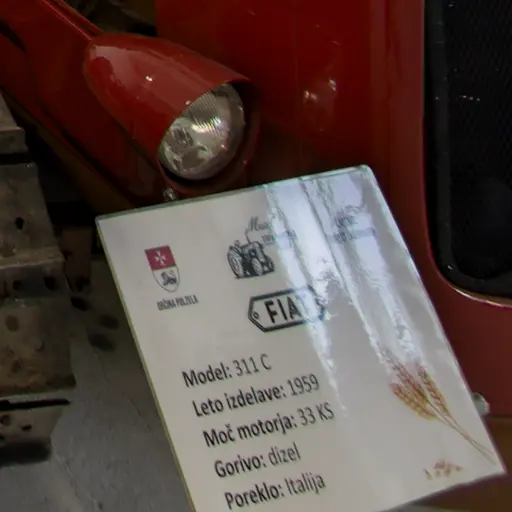 OBČINA POLZELA
FIAT
Model: 311 C
Leto izdelave: 1959
Moč motorja: 33 KS
Gorivo: dizel
Poreklo: Italija